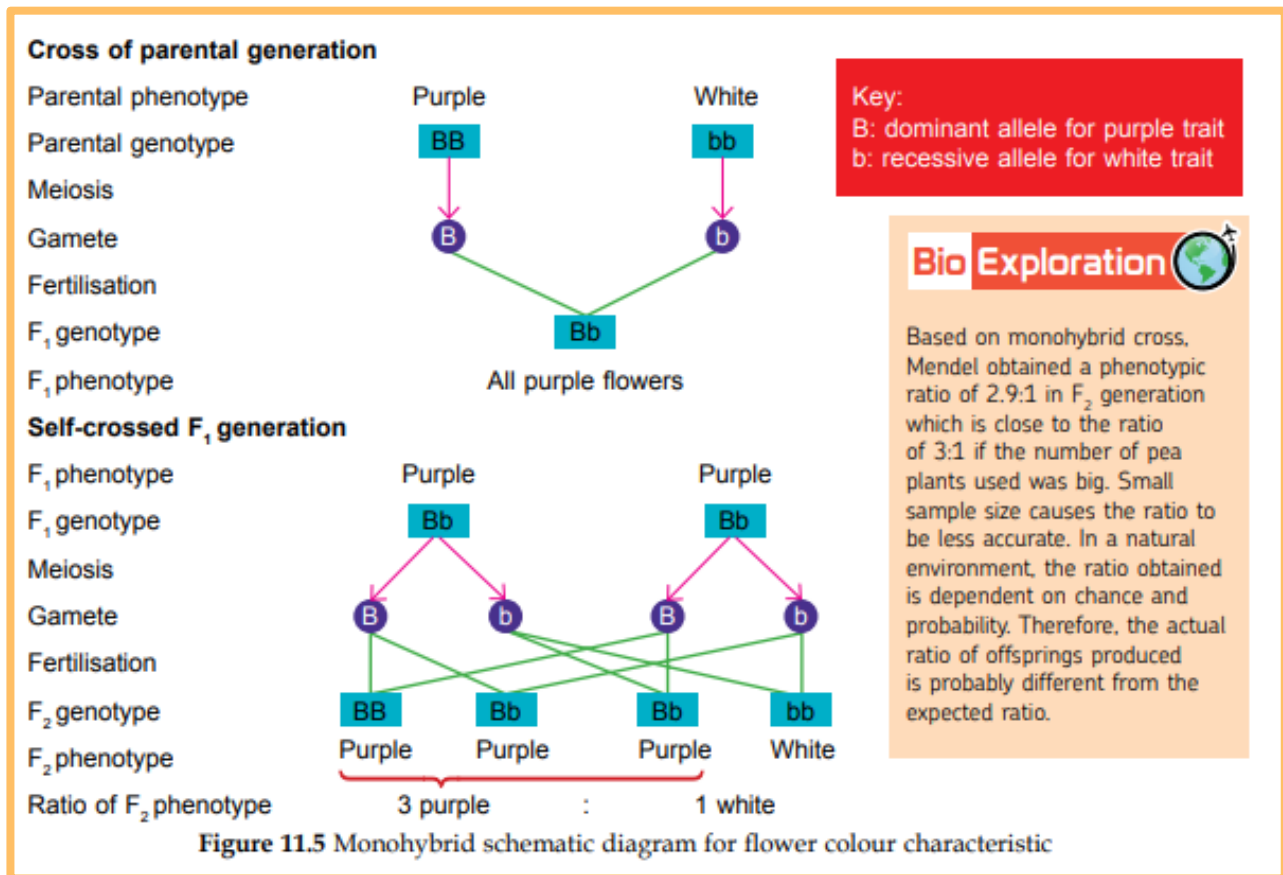 Cross of parental generation
Parental phenotype Purple White
Parental genotype BB bb
Meiosis
Gamete B b
Fertilisation
F₁ genotype Bb
F₁ phenotype All purple flowers
Self-crossed F₁ generation
F₁ phenotype Purple Purple
F₁ genotype Bb Bb
Meiosis
Gamete B b B b
Fertilisation
F₂ genotype BB Bb Bb bb
F₂ phenotype Purple Purple Purple White
Ratio of F₂ phenotype 3 purple : 1 white
Key:
B: dominant allele for purple trait
b: recessive allele for white trait
Bio Exploration
Based on monohybrid cross,
Mendel obtained a phenotypic
ratio of 2.9:1 in F₂ generation
which is close to the ratio
of 3:1 if the number of pea
plants used was big. Small
sample size causes the ratio to
be less accurate. In a natural
environment, the ratio obtained
is dependent on chance and
probability. Therefore, the actual
ratio of offsprings produced
is probably different from the
expected ratio.
Figure 11.5 Monohybrid schematic diagram for flower colour characteristic